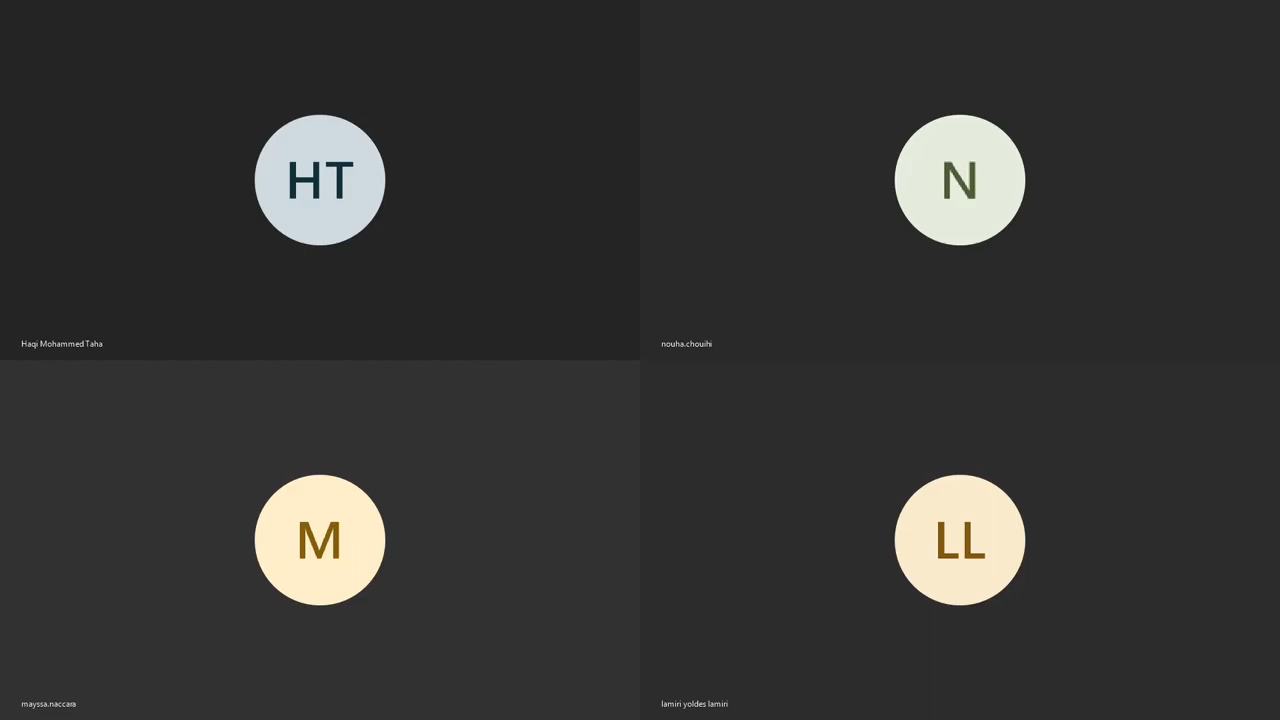 HT
Haqi Mohammed Taha
N
nouha.chouihi
M
mayssa.naccara
LL
lamiri yoldes lamiri